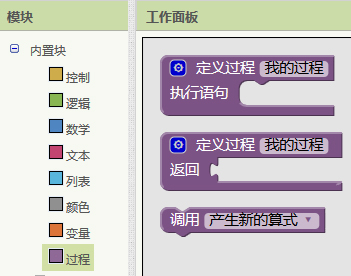 模块
工作面板
内置块
控制
逻辑
数学
文本
列表
颜色
变量
过程
定义过程 我的过程
执行语句
定义过程 我的过程
返回
调用 产生新的算式